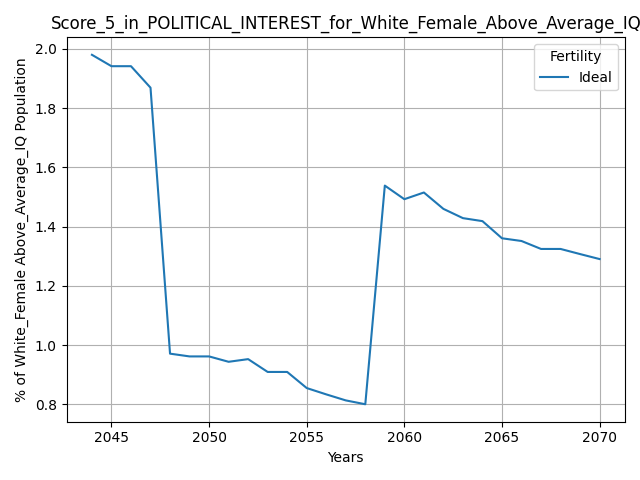 Score_5_in_POLITICAL_INTEREST_for_White_Female_Above_Average_IQ
% of White_Female Above_Average_IQ Population
2.0
1.8
1.6
1.4
1.2
1.0
0.8
Fertility
Ideal
2045 2050 2055 2060 2065 2070
Years